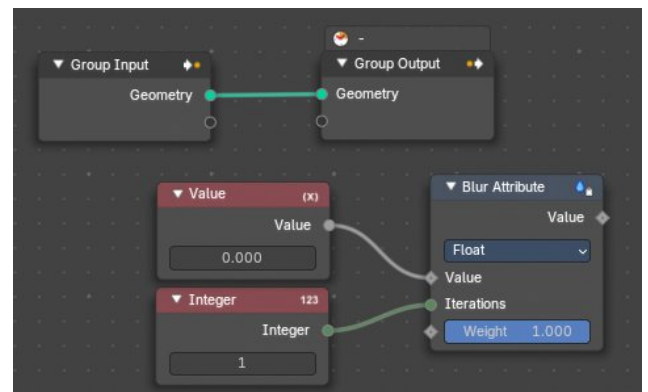 -
Group Input
Group Output
Geometry
Geometry
Value
(X)
Value
0.000
Integer
123
Integer
1
Blur Attribute
Value
Float
Value
Iterations
Weight 1.000